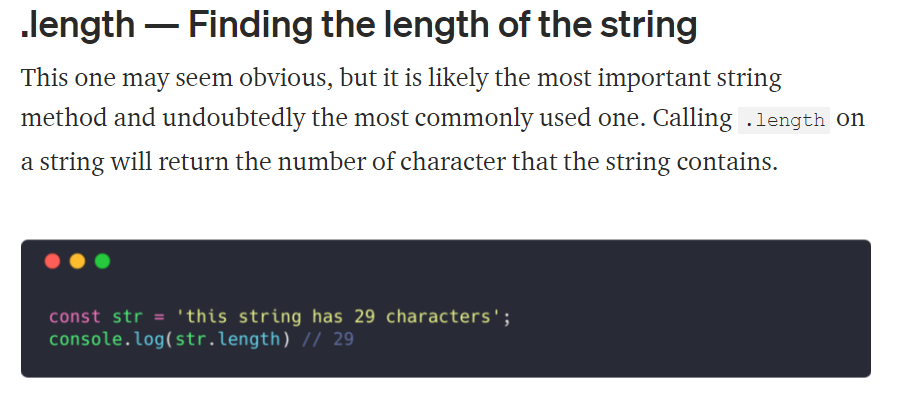 .length — Finding the length of the string
This one may seem obvious, but it is likely the most important string
method and undoubtedly the most commonly used one. Calling .length on
a string will return the number of character that the string contains.
const str = 'this string has 29 characters';
console.log(str.length) // 29